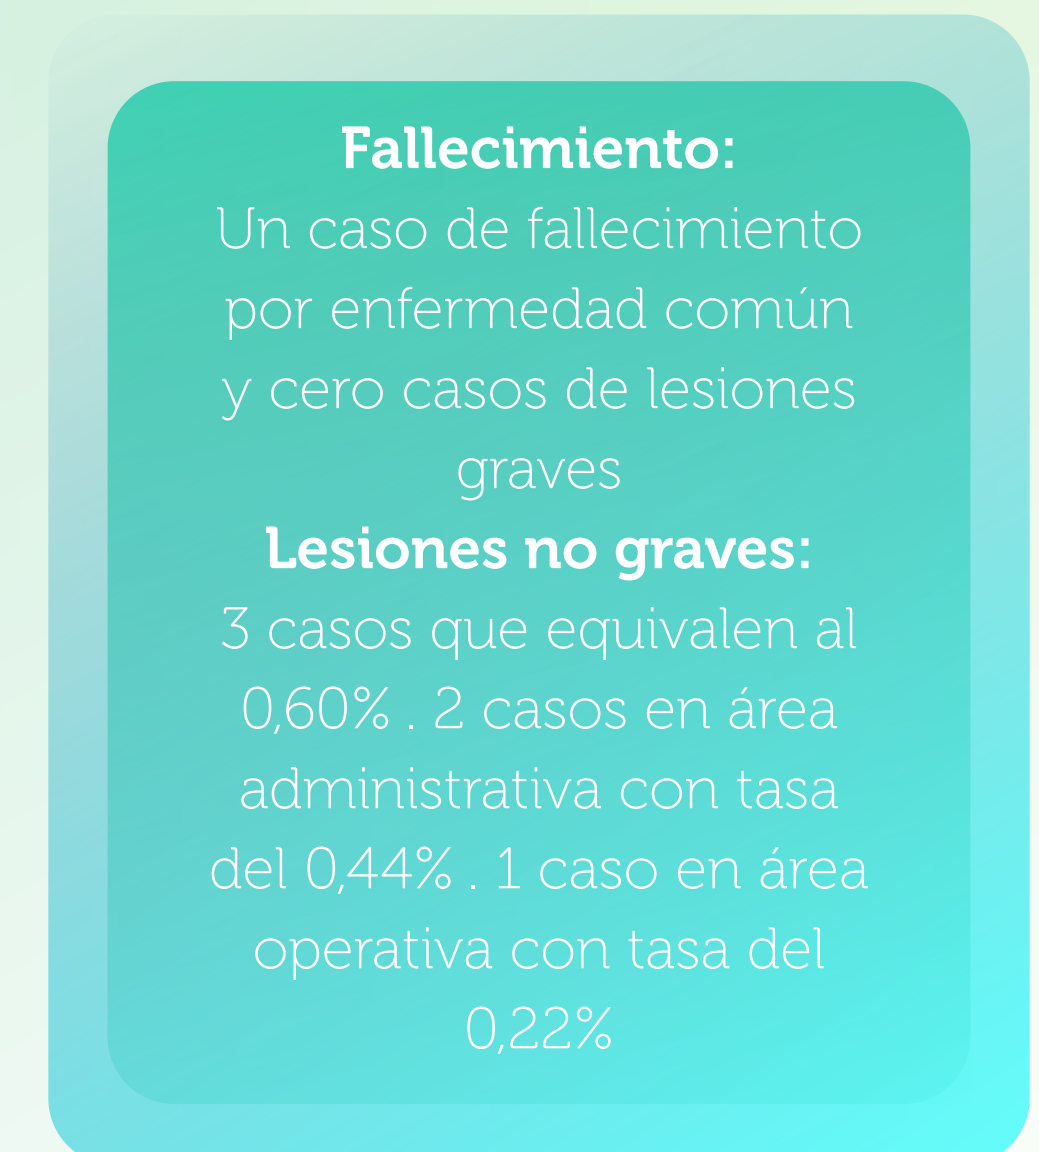 Fallecimiento:
Un caso de fallecimiento
por enfermedad común
y cero casos de lesiones
graves
Lesiones no graves:
3 casos que equivalen al
0,60% . 2 casos en área
administrativa con tasa
del 0,44% . 1 caso en área
operativa con tasa del
0,22%